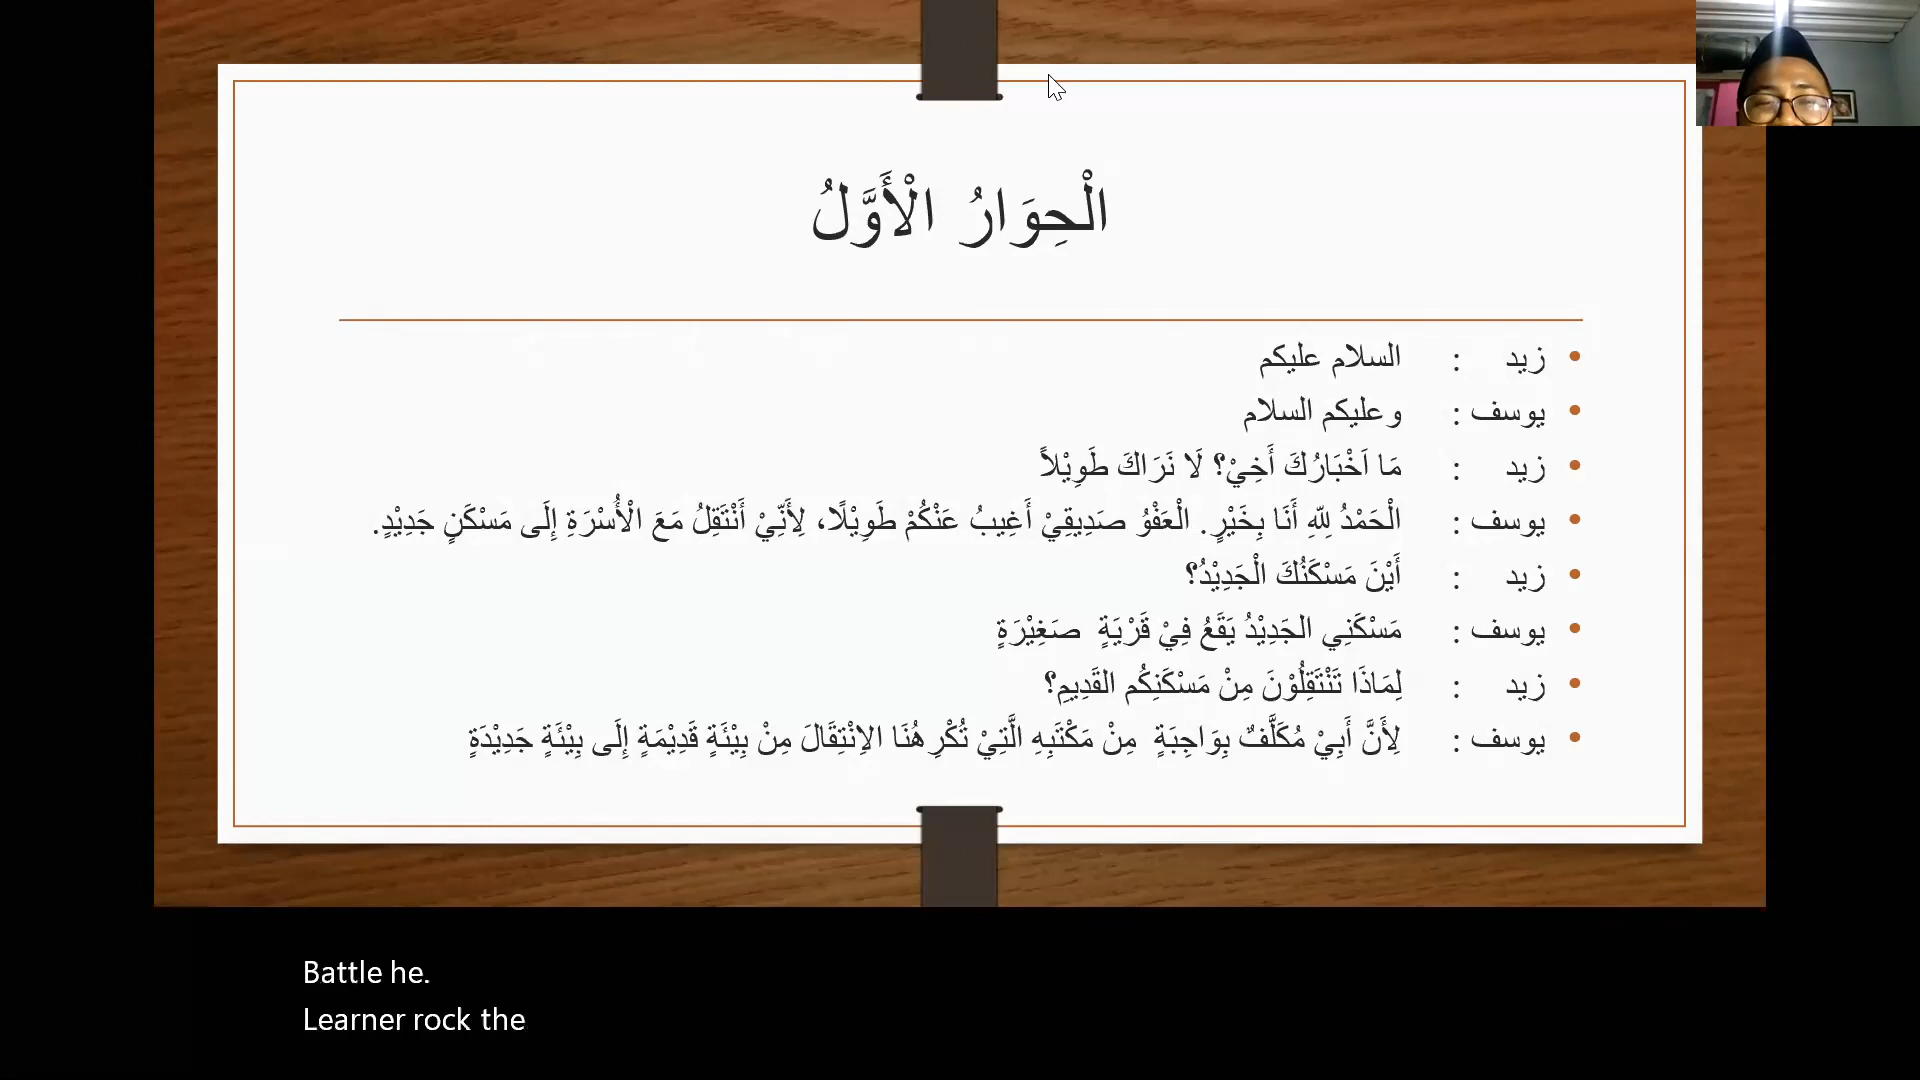 الْحِوَارُ الْأَوَّلُ
• زيد : السلام عليكم
• يوسف : وعليكم السلام
• زيد : مَا اَخْبَارُكَ أَخِيْ؟ لَا نَرَاكَ طَوِيْلاً
• يوسف : الْحَمْدُ لِلّهِ أَنَا بِخَيْرٍ. الْعَفْوُ صَدِيقِيْ أَغِيبُ عَنْكُمْ طَوِيْلًا، لِأَنِّيْ أَنْتَقِلُ مَعَ الْأُسْرَةِ إِلَى مَسْكَنٍ جَدِيْدٍ.
• زيد : أَيْنَ مَسْكَنُكَ الْجَدِيْدُ؟
• يوسف : مَسْكَنِي الجَدِيْدُ يَقَعُ فِيْ قَرْيَةٍ صَغِيْرَةٍ
• زيد : لِمَاذَا تَنْتَقِلُوْنَ مِنْ مَسْكَنِكُم القَدِيمِ؟
• يوسف : لِأَنَّ أَبِيْ مُكَلَّفٌ بِوَاجِبَةٍ مِنْ مَكْتَبِهِ الَّتِيْ تُكْرِهُنَا الاِنْتِقَالَ مِنْ بِيْئَةٍ قَدِيْمَةٍ إِلَى بِيْئَةٍ جَدِيْدَةٍ
Battle he.
Learner rock the